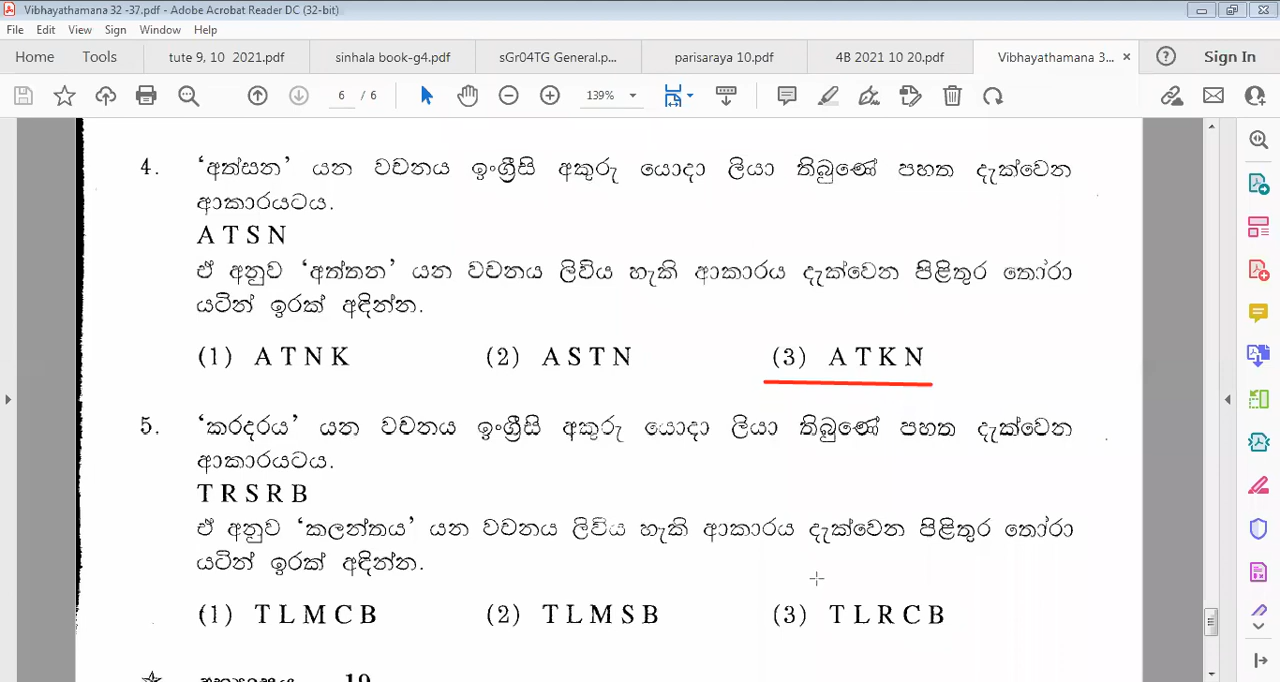 Vibhayathamana 32 -37.pdf - Adobe Acrobat Reader DC (32-bit)
File Edit View Sign Window Help
Home Tools tute 9, 10 2021.pdf sinhala book-g4.pdf sGr04TG General.p... parisaraya 10.pdf 4B 2021 10 20.pdf Vibhayathamana 3... × Sign In
6 / 6 139%
4. ‘අත්සන’ යන වචනය ඉංග්‍රීසි අකුරු යොදා ලියා තිබුණේ පහත දැක්වෙන
ආකාරයටය.
A T S N
ඒ අනුව ‘අත්තන’ යන වචනය ලිවිය හැකි ආකාරය දැක්වෙන පිළිතුර තෝරා
යටින් ඉරක් අඳින්න.
(1) A T N K (2) A S T N (3) A T K N
5. ‘කරදරය’ යන වචනය ඉංග්‍රීසි අකුරු යොදා ලියා තිබුණේ පහත දැක්වෙන
ආකාරයටය.
T R S R B
ඒ අනුව ‘කලන්තය’ යන වචනය ලිවිය හැකි ආකාරය දැක්වෙන පිළිතුර තෝරා
යටින් ඉරක් අඳින්න.
(1) T L M C B (2) T L M S B (3) T L R C B